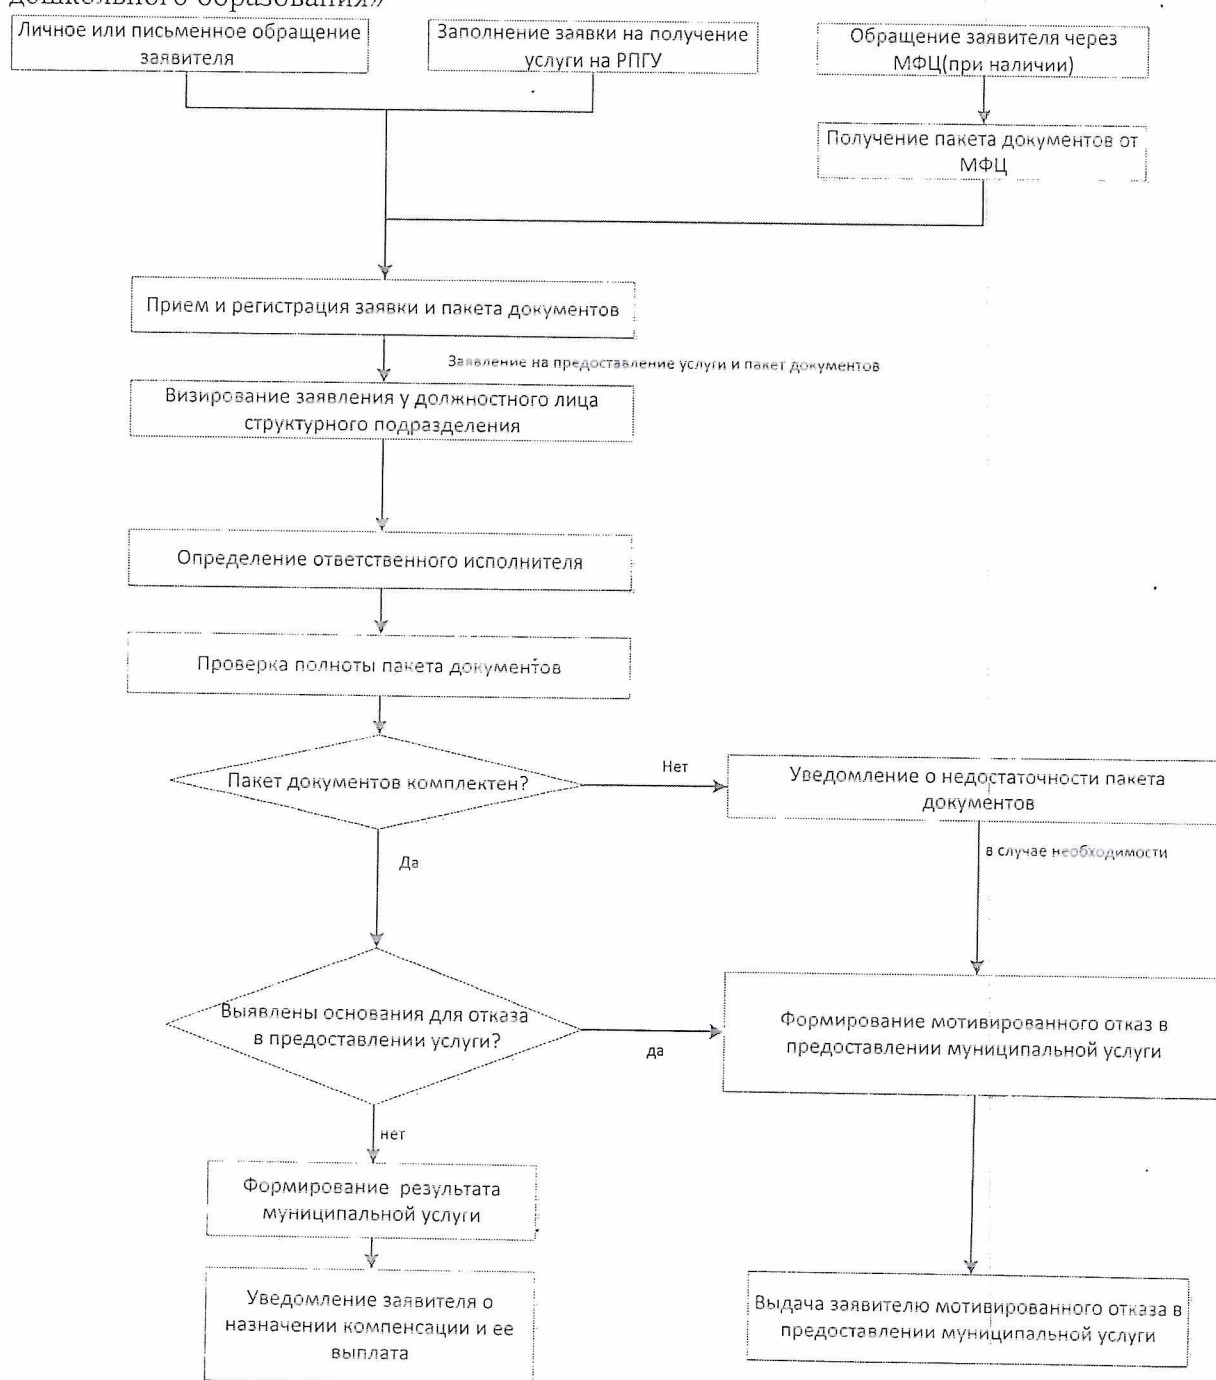 дошкольного образования»
Личное или письменное обращение
заявителя
Заполнение заявки на получение
услуги на РПГУ
Обращение заявителя через
МФЦ(при наличии)
Получение пакета документов от
МФЦ
Прием и регистрация заявки и пакета документов
Заявление на предоставление услуги и пакет документов
Визирование заявления у должностного лица
структурного подразделения
Определение ответственного исполнителя
Проверка полноты пакета документов
Пакет документов комплектен?
Нет
Уведомление о недостаточности пакета
документов
Да
в случае необходимости
Выявлены основания для отказа
в предоставлении услуги?
да
Формирование мотивированного отказ в
предоставлении муниципальной услуги
нет
Формирование результата
муниципальной услуги
Уведомление заявителя о
назначении компенсации и ее
выплата
Выдача заявителю мотивированного отказа в
предоставлении муниципальной услуги